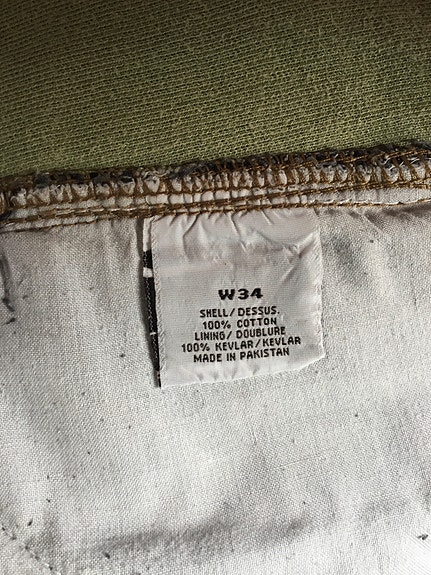 W34
SHELL/DESSUS.
100% COTTON
LINING/DOUBLURE
100% KEVLAR/KEVLAR
MADE IN PAKISTAN